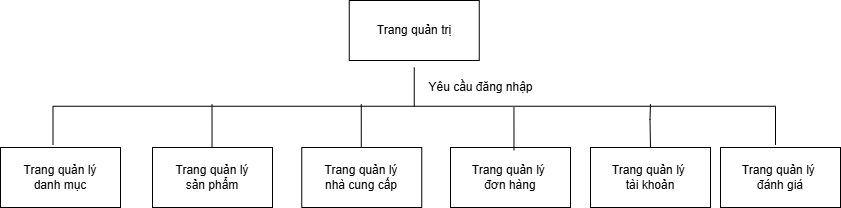 Trang quản trị
Yêu cầu đăng nhập
Trang quản lý
danh mục
Trang quản lý
sản phẩm
Trang quản lý
nhà cung cấp
Trang quản lý
đơn hàng
Trang quản lý
tài khoản
Trang quản lý
đánh giá